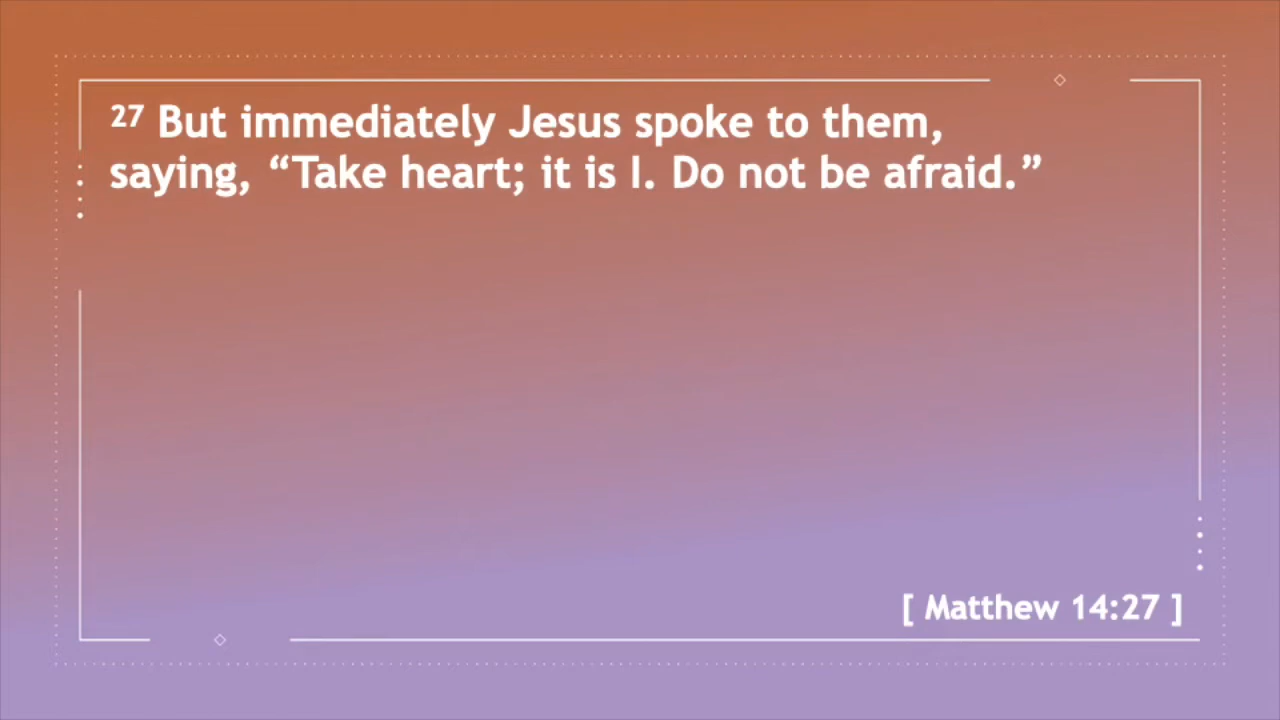 27 But immediately Jesus spoke to them,
saying, “Take heart; it is I. Do not be afraid.”
[ Matthew 14:27 ]